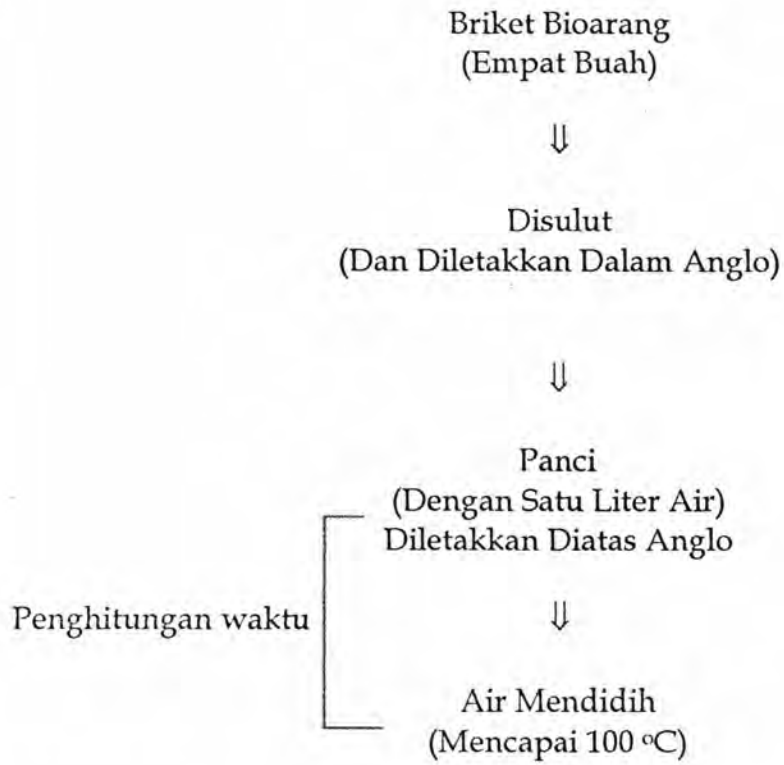 Briket Bioarang
(Empat Buah)
⇓
Disulut
(Dan Diletakkan Dalam Anglo)
⇓
Panci
(Dengan Satu Liter Air)
Diletakkan Diatas Anglo
Penghitungan waktu
⇓
Air Mendidih
(Mencapai 100 °C)